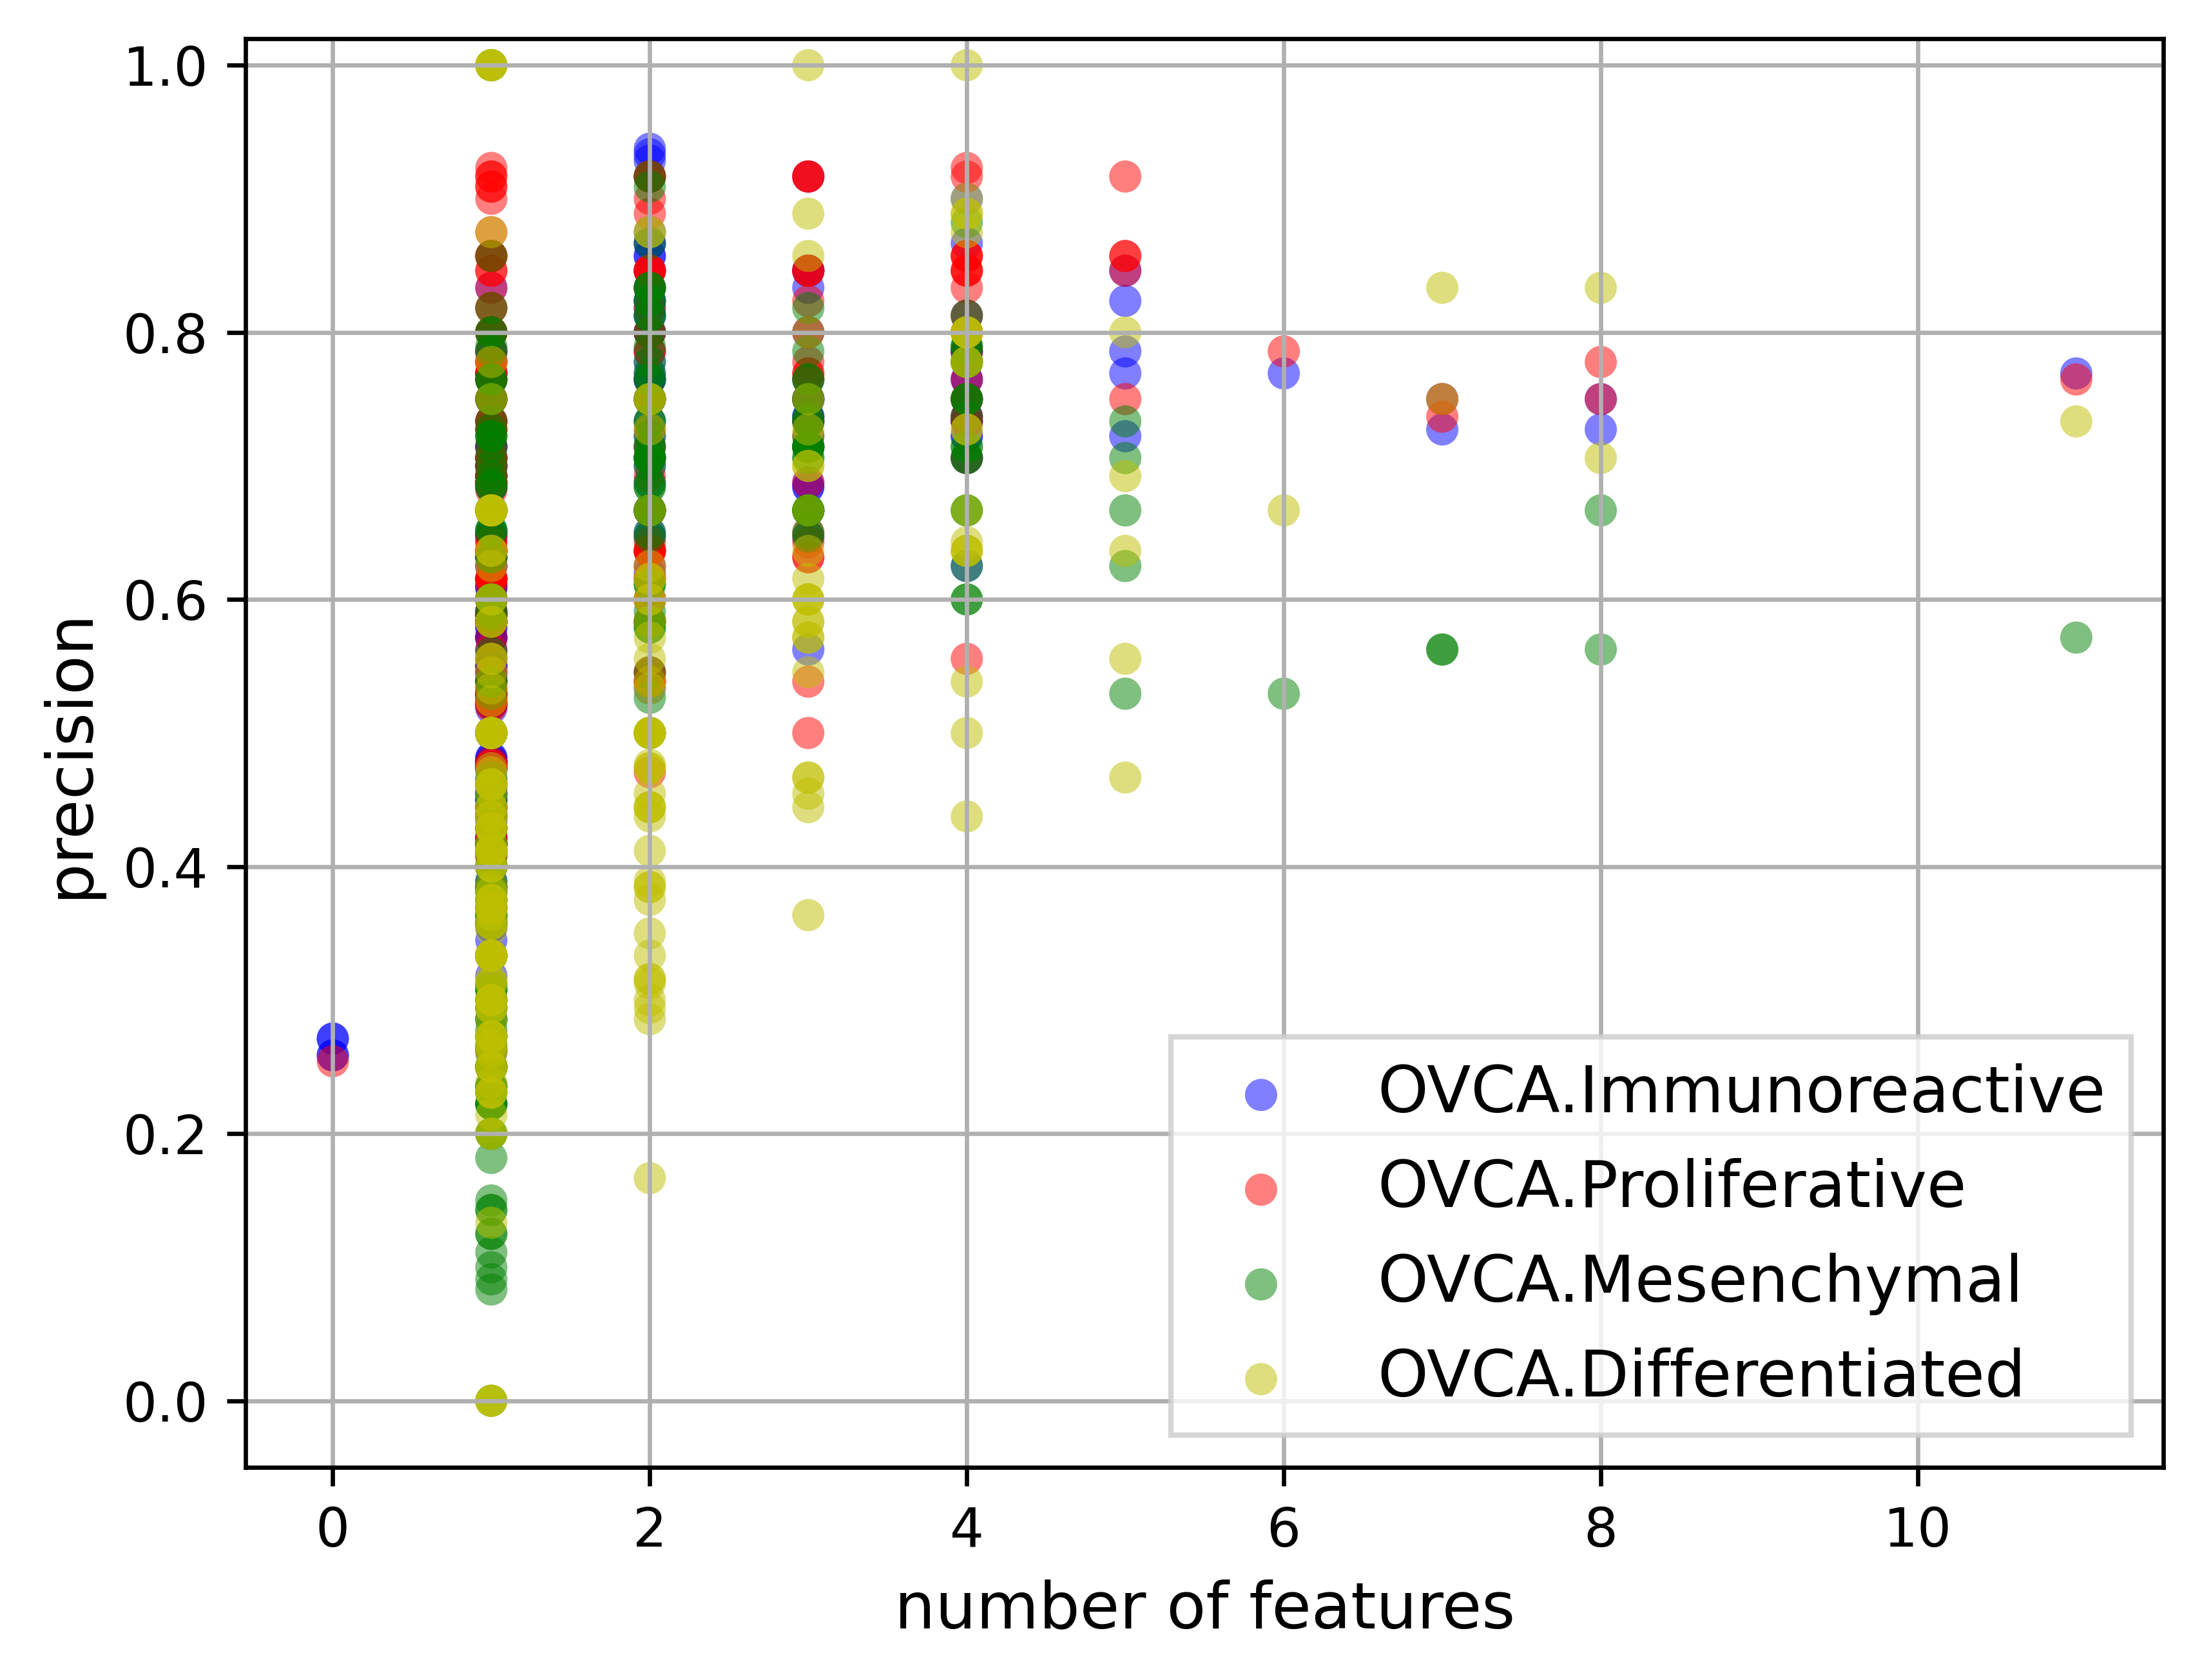 1.0
0.8
0.6
0.4
0.2
0.0
precision
0 2 4 6 8 10
number of features
OVCA.Immunoreactive
OVCA.Proliferative
OVCA.Mesenchymal
OVCA.Differentiated